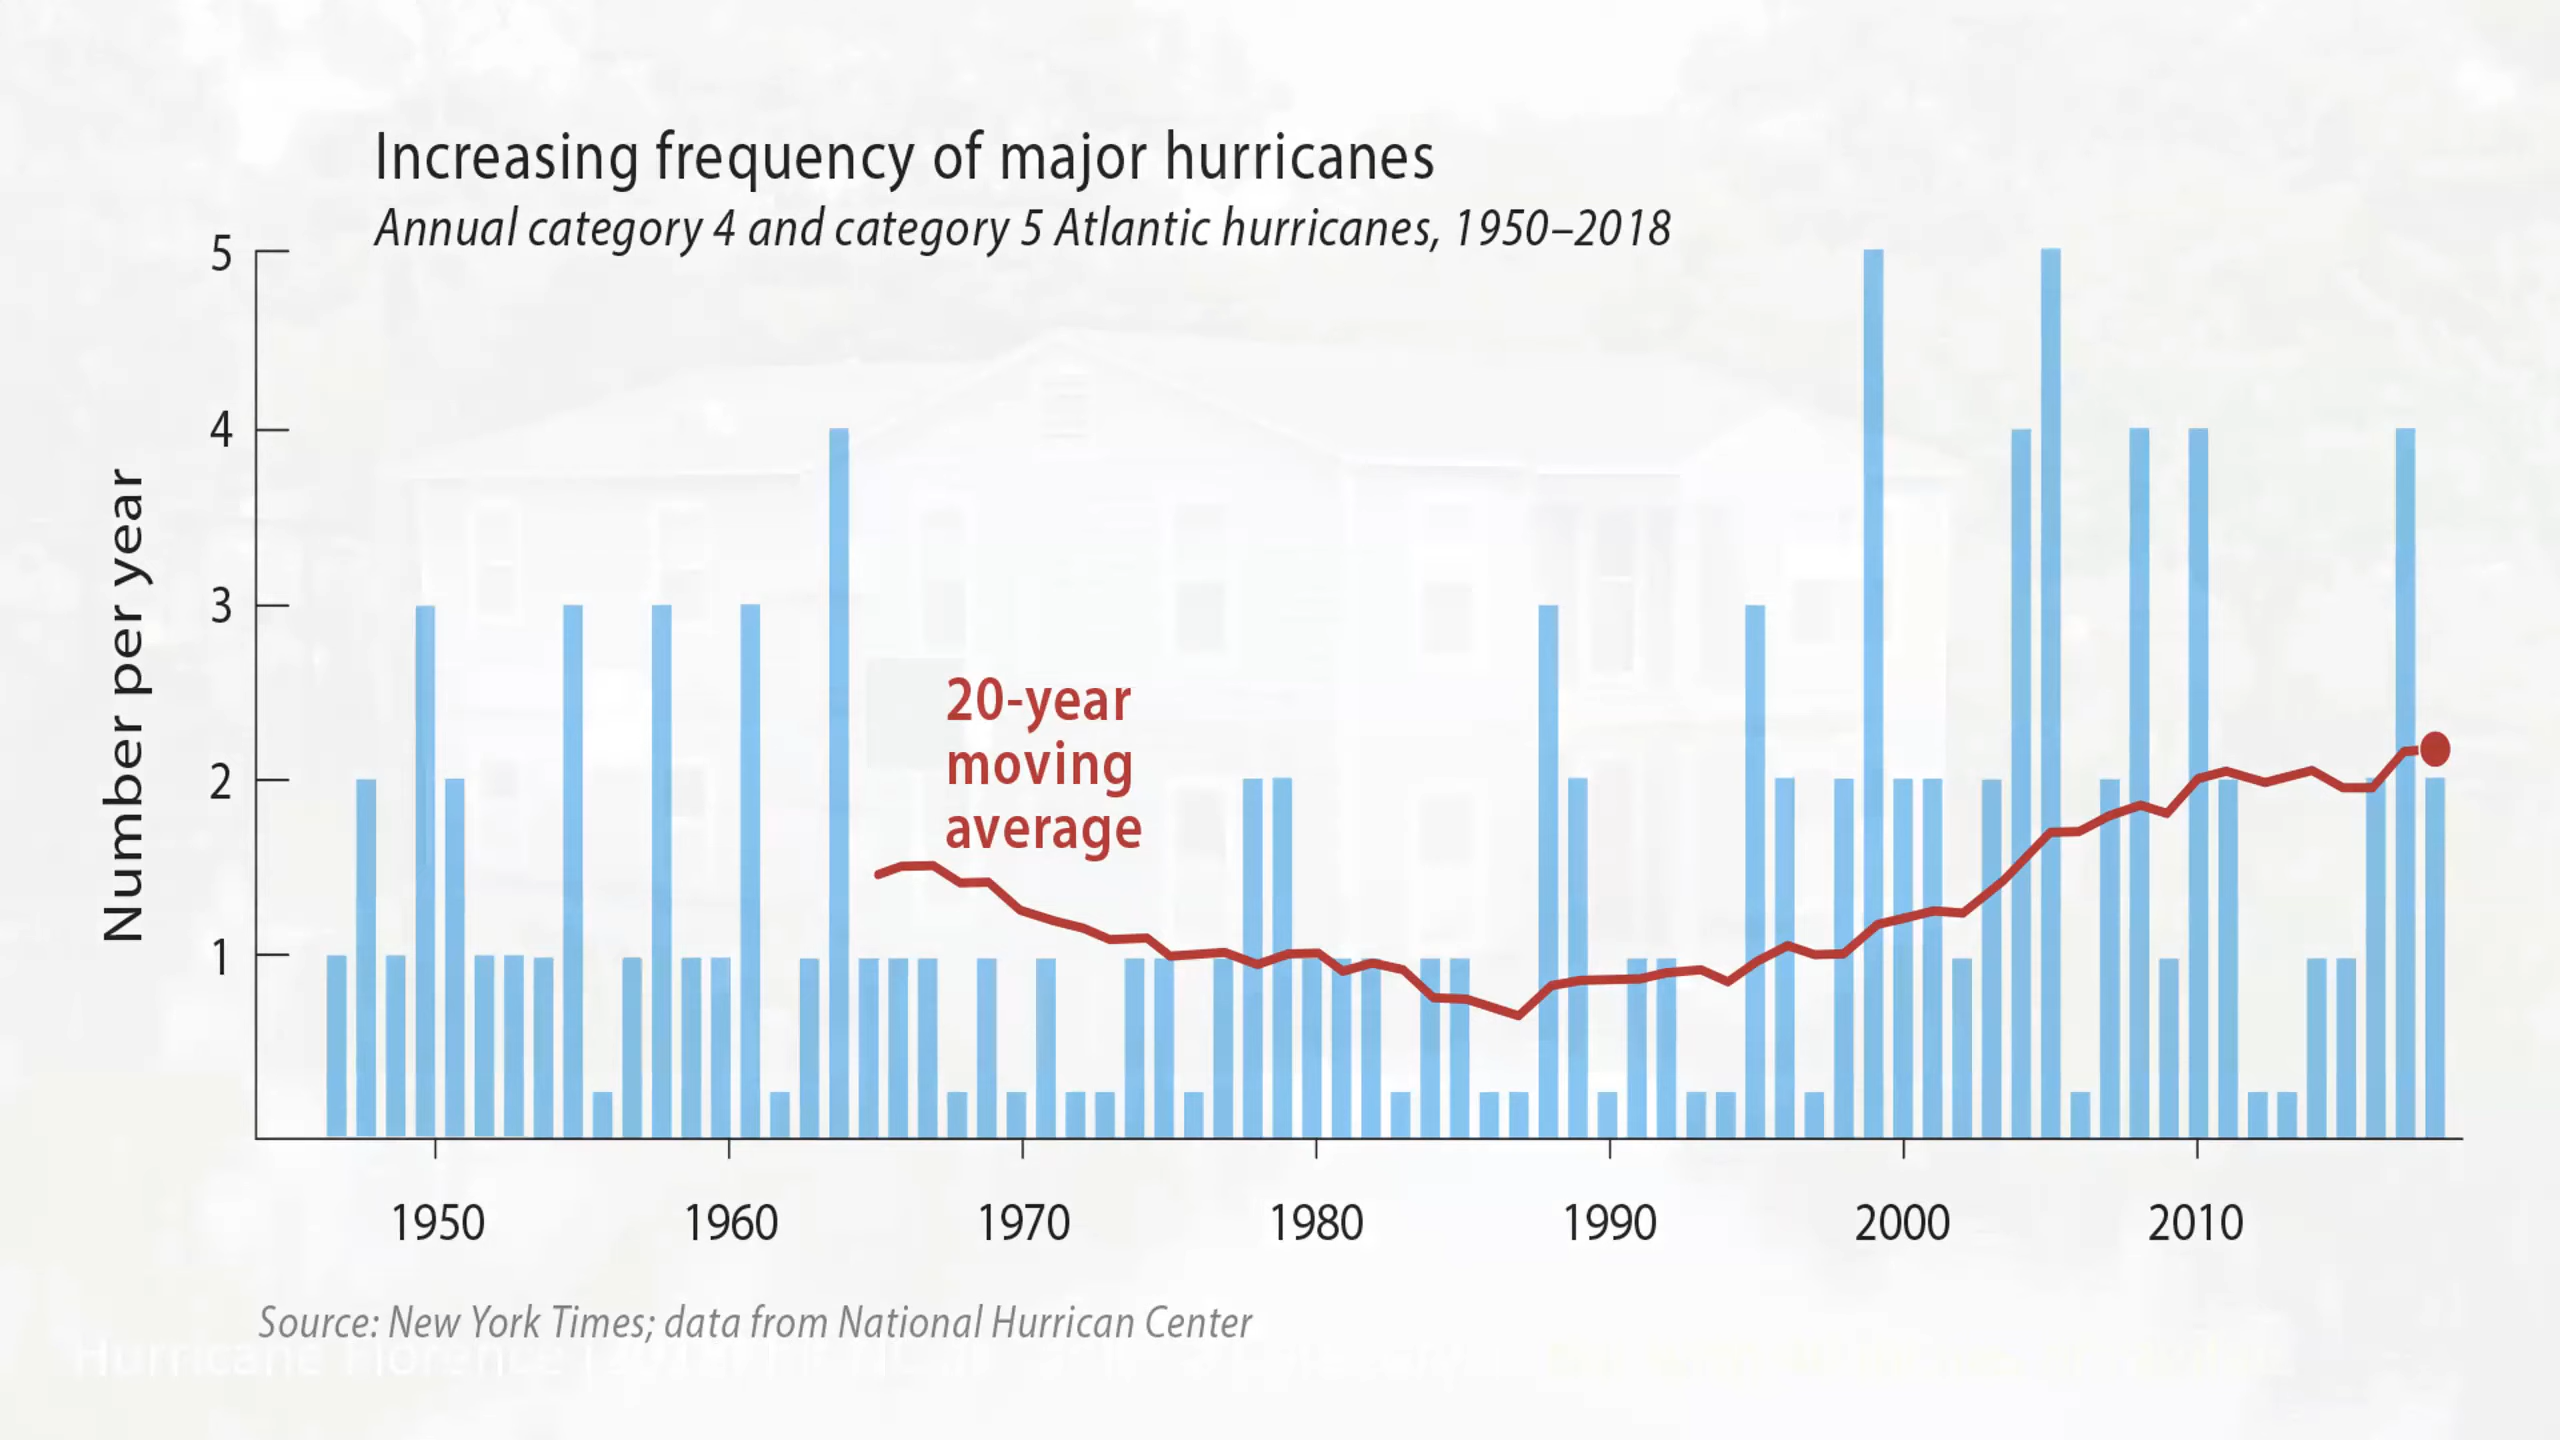 Increasing frequency of major hurricanes
Annual category 4 and category 5 Atlantic hurricanes, 1950–2018
5
4
3
2
1
Number per year
20-year
moving
average
1950 1960 1970 1980 1990 2000 2010
Source: New York Times; data from National Hurrican Center
Hurricane Florence